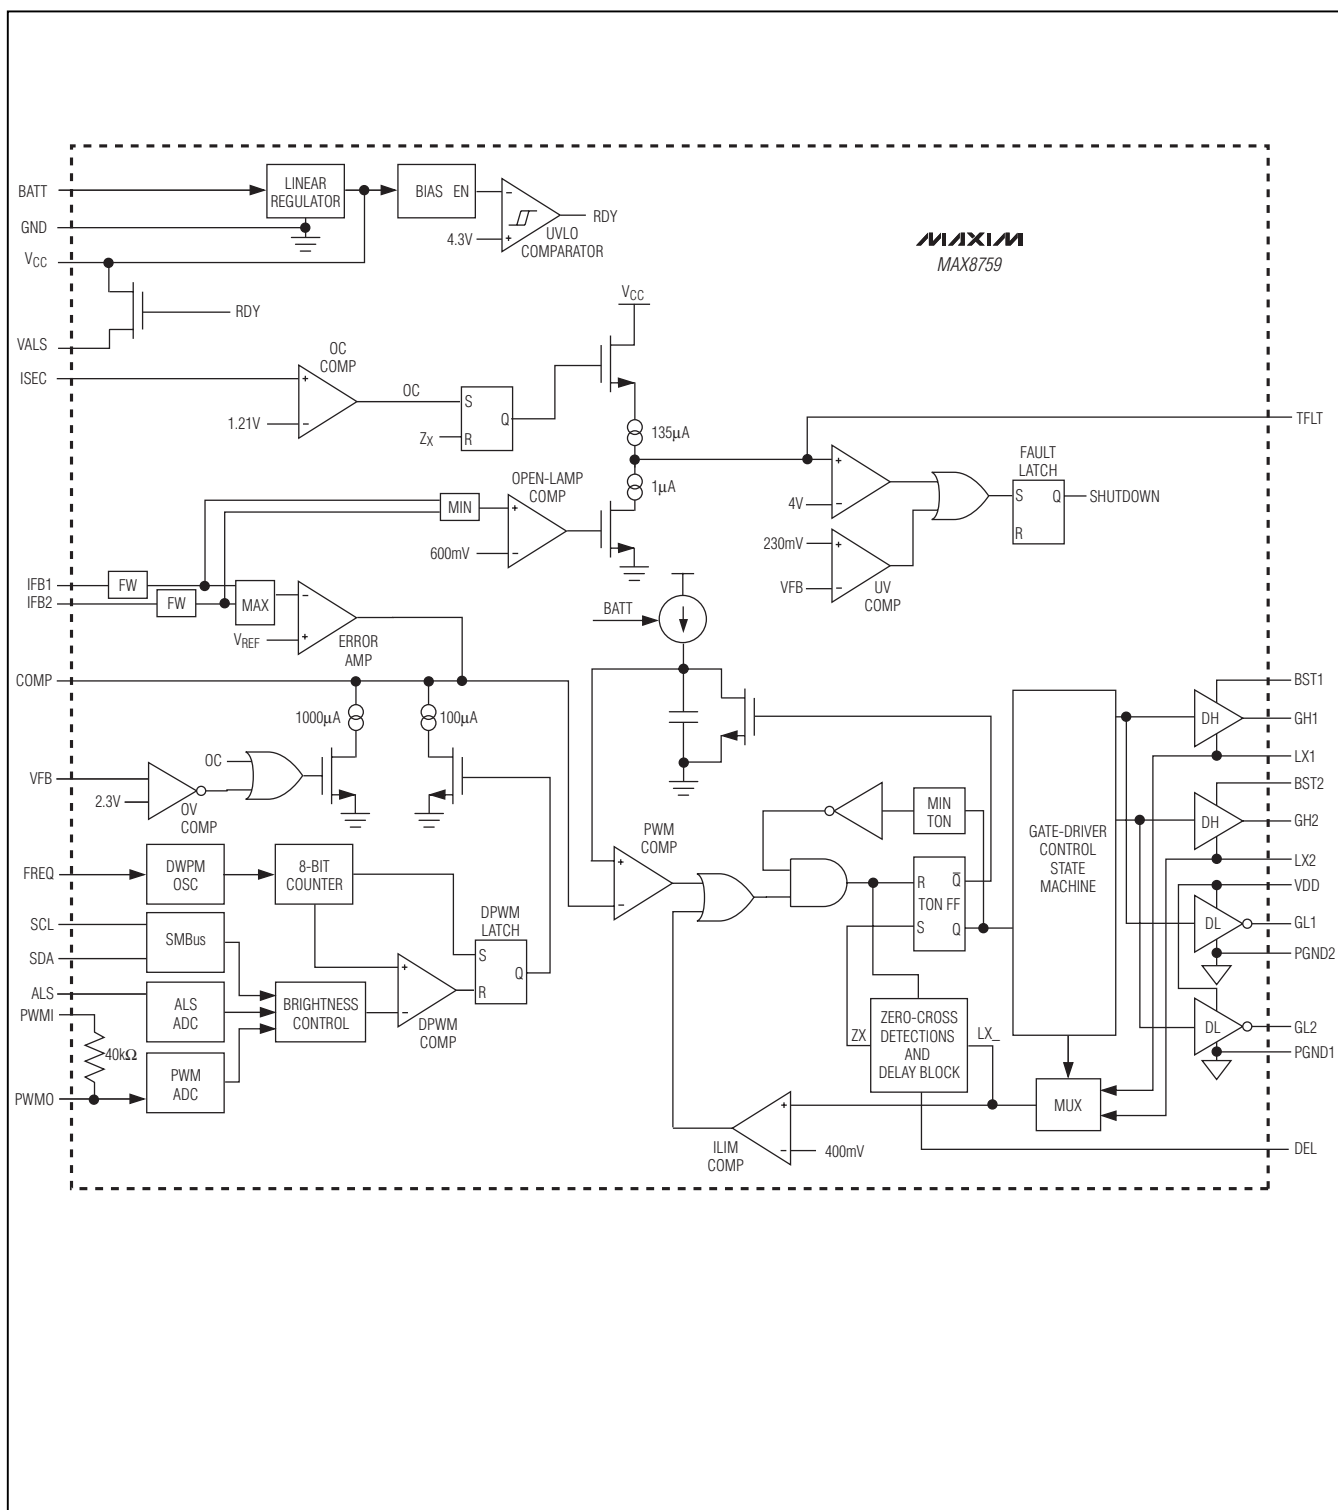 BATT
LINEAR
REGULATOR
BIAS EN
−
+
4.3V
UVLO
COMPARATOR
RDY
GND
VCC
RDY
VALS
MAXIM
MAX8759
VCC
ISEC
OC
COMP
+
−
1.21V
OC
S
R
Q
ZX
135µA
1µA
TFLT
OPEN-LAMP
COMP
MIN
+
−
600mV
+
−
4V
FAULT
LATCH
S
Q
R
SHUTDOWN
230mV
+
−
VFB
UV
COMP
IFB1
FW
IFB2
FW
MAX
−
+
VREF
ERROR
AMP
BATT
COMP
1000µA
100µA
OC
VFB
2.3V
OV
COMP
BST1
DH
GH1
LX1
BST2
DH
GH2
LX2
VDD
DL
GL1
PGND2
DL
GL2
PGND1
GATE-DRIVER
CONTROL
STATE
MACHINE
MIN
TON
PWM
COMP
+
−
R
Q̅
TON FF
S
Q
FREQ
DWPM
OSC
8-BIT
COUNTER
DPWM
LATCH
S
Q
R
SCL
SDA
SMBus
ALS
ALS
ADC
PWMI
40kΩ
PWMO
PWM
ADC
BRIGHTNESS
CONTROL
+
−
DPWM
COMP
ZX
ZERO-CROSS
DETECTIONS
AND
DELAY BLOCK
LX_
MUX
+
−
400mV
ILIM
COMP
DEL